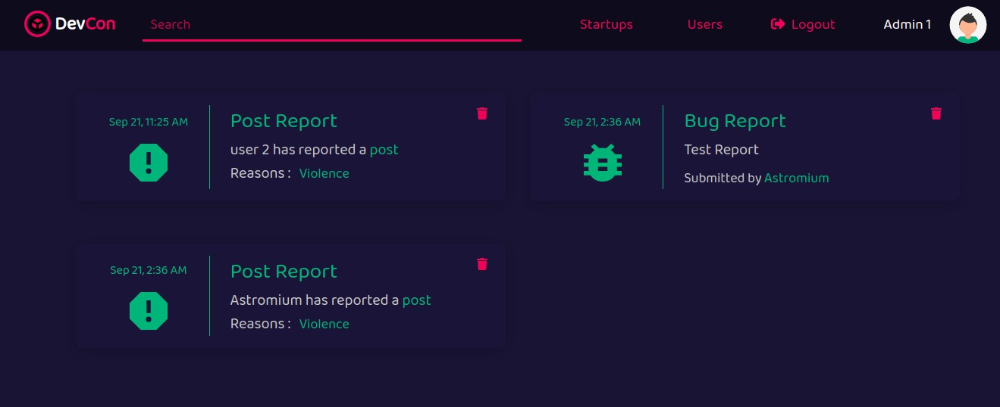 DevCon
Search
Startups
Users
Logout
Admin 1
Sep 21, 11:25 AM
Post Report
user 2 has reported a post
Reasons : Violence
Sep 21, 2:36 AM
Bug Report
Test Report
Submitted by Astromium
Sep 21, 2:36 AM
Post Report
Astromium has reported a post
Reasons : Violence